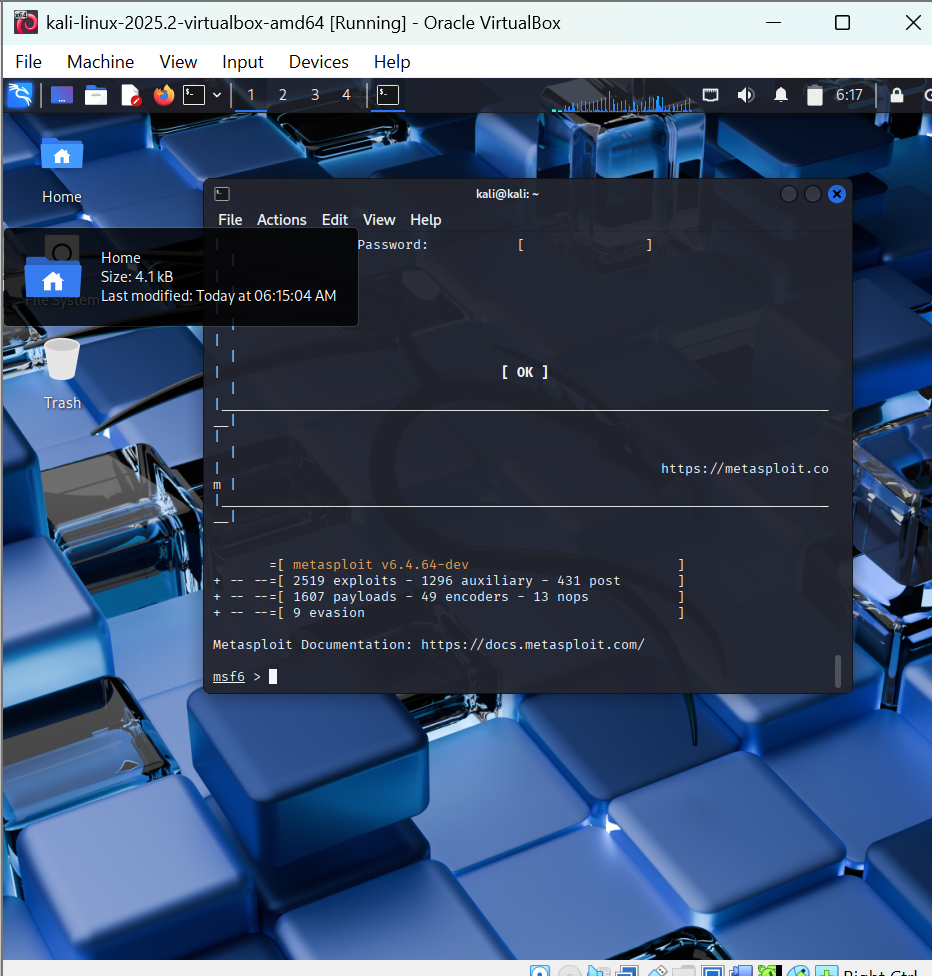 kali-linux-2025.2-virtualbox-amd64 [Running] - Oracle VirtualBox
File Machine View Input Devices Help
1 2 3 4 6:17
Home
kali@kali: ~
File Actions Edit View Help
Password: [ ]
Home
Size: 4.1 kB
Last modified: Today at 06:15:04 AM
File System
[ OK ]
Trash
https://metasploit.co
m |
=[ metasploit v6.4.64-dev ]
+ -- --=[ 2519 exploits - 1296 auxiliary - 431 post ]
+ -- --=[ 1607 payloads - 49 encoders - 13 nops ]
+ -- --=[ 9 evasion ]
Metasploit Documentation: https://docs.metasploit.com/
msf6 >
Right Ctrl